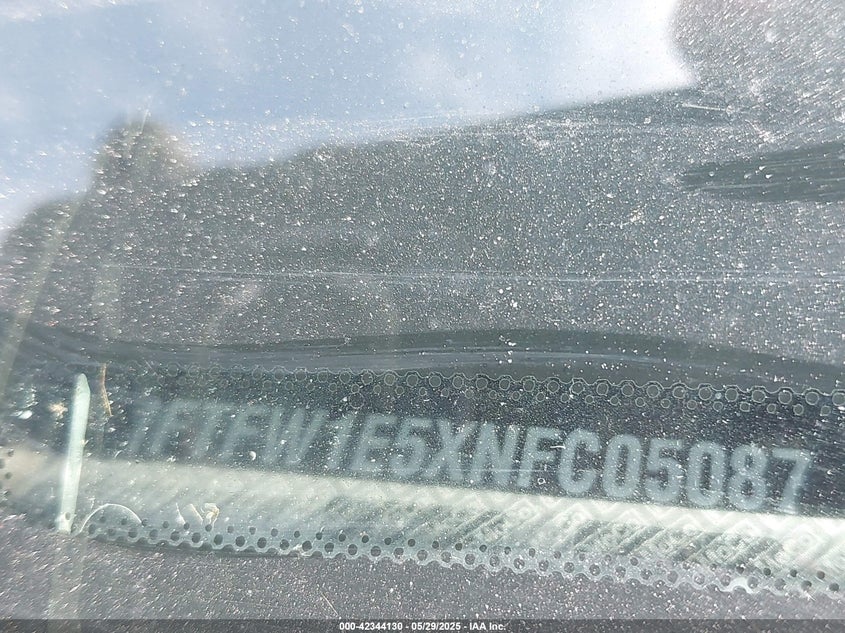 1FTFW1E5XNFC05087
000-42344130 - 05/29/2025 - IAA Inc.